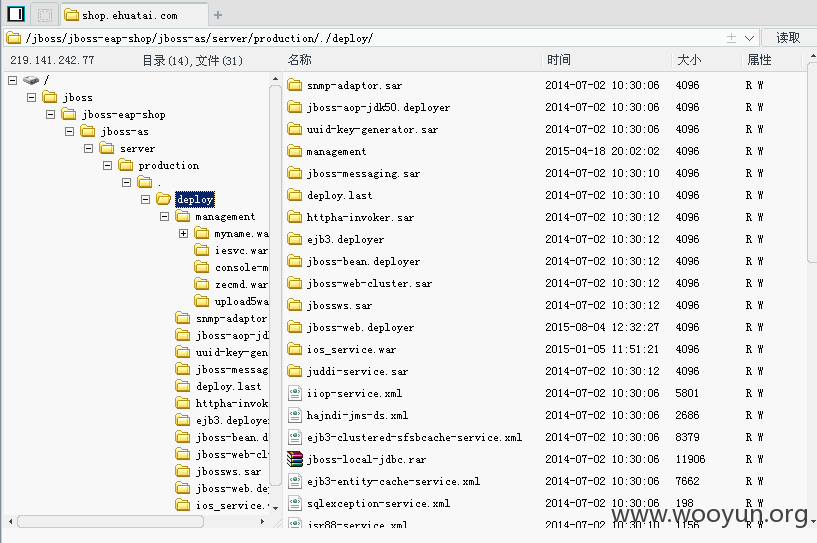 shop.ehuatai.com
/jboss/jboss-eap-shop/jboss-as/server/production/./deploy/ 读取
219.141.242.77 目录(14),文件(31) 名称 时间 大小 属性
/
jboss
jboss-eap-shop
jboss-as
server
production
.
deploy
management
myname.wa
iesvc.war
console-m
zecmd.war
upload5wa
snmp-adaptor
jboss-aop-jd
uuid-key-gen
jboss-messag
deploy.last
httpha-invok
ejb3.deploye
jboss-bean.d
jboss-web-cl
jbossws.sar
jboss-web.de
ios_service.
snmp-adaptor.sar 2014-07-02 10:30:06 4096 R W
jboss-aop-jdk50.deployer 2014-07-02 10:30:06 4096 R W
uuid-key-generator.sar 2014-07-02 10:30:06 4096 R W
management 2015-04-18 20:02:02 4096 R W
jboss-messaging.sar 2014-07-02 10:30:10 4096 R W
deploy.last 2014-07-02 10:30:10 4096 R W
httpha-invoker.sar 2014-07-02 10:30:12 4096 R W
ejb3.deployer 2014-07-02 10:30:12 4096 R W
jboss-bean.deployer 2014-07-02 10:30:12 4096 R W
jboss-web-cluster.sar 2014-07-02 10:30:12 4096 R W
jbossws.sar 2014-07-02 10:30:12 4096 R W
jboss-web.deployer 2015-08-04 12:32:27 4096 R W
ios_service.war 2015-01-05 11:51:21 4096 R W
juddi-service.sar 2014-07-02 10:30:12 4096 R W
iiop-service.xml 2014-07-02 10:30:06 5801 R W
hajndi-jms-ds.xml 2014-07-02 10:30:06 2686 R W
ejb3-clustered-sfsbcache-service.xml 2014-07-02 10:30:06 8379 R W
jboss-local-jdbc.rar 2014-07-02 10:30:06 11906 R W
ejb3-entity-cache-service.xml 2014-07-02 10:30:06 7662 R W
sqlexception-service.xml 2014-07-02 10:30:06 198 R W
jsr88-service.xml 2014-07-02 10:30:10 1156 R W
www.wooyun.org